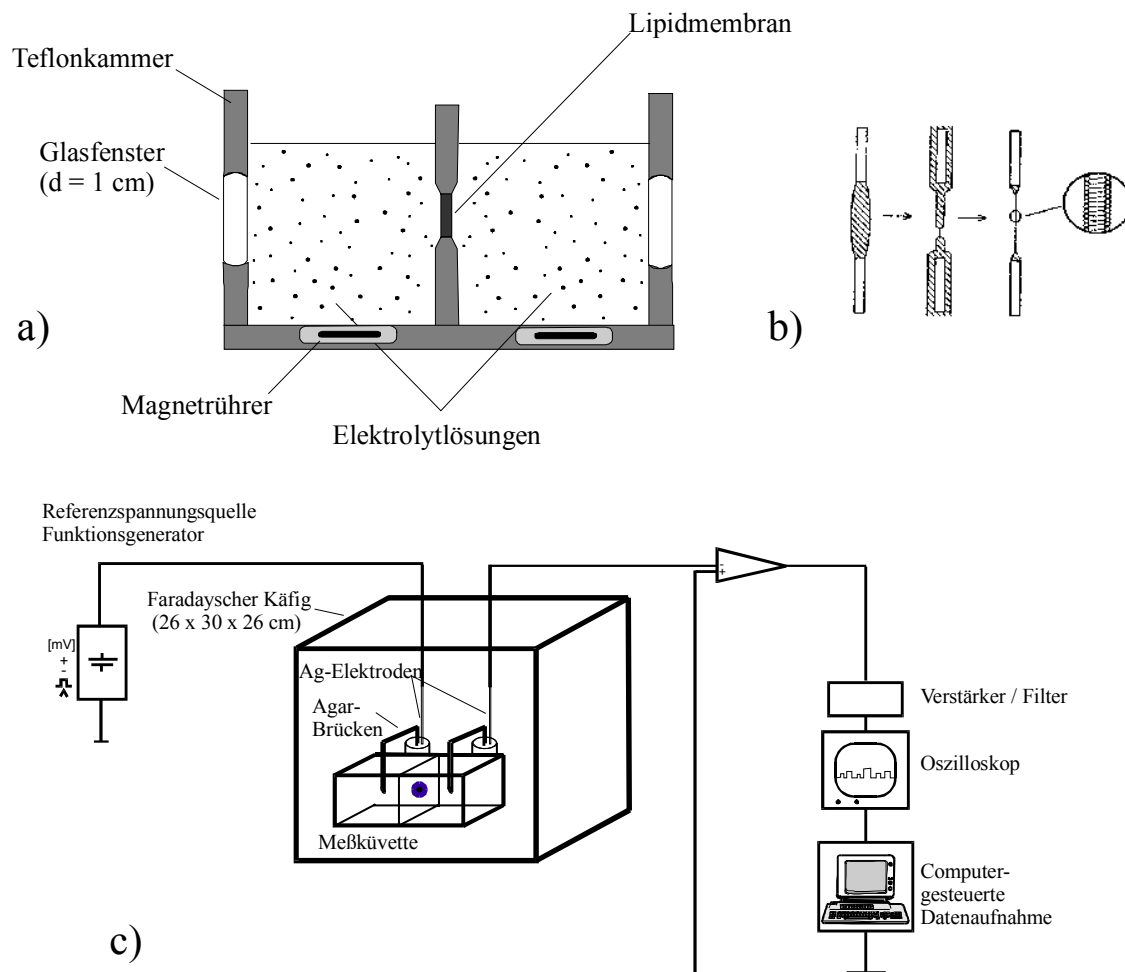 Lipidmembran
Teflonkammer
Glasfenster
(d = 1 cm)
a)
b)
Magnetrührer
Elektrolytlösungen
Referenzspannungsquelle
Funktionsgenerator
Faradayscher Käfig
(26 x 30 x 26 cm)
[mV]
+
-
Ag-Elektroden
Agar-
Brücken
Meßküvette
-
+
Verstärker / Filter
Oszilloskop
Computer-
gesteuerte
Datenaufnahme
c)